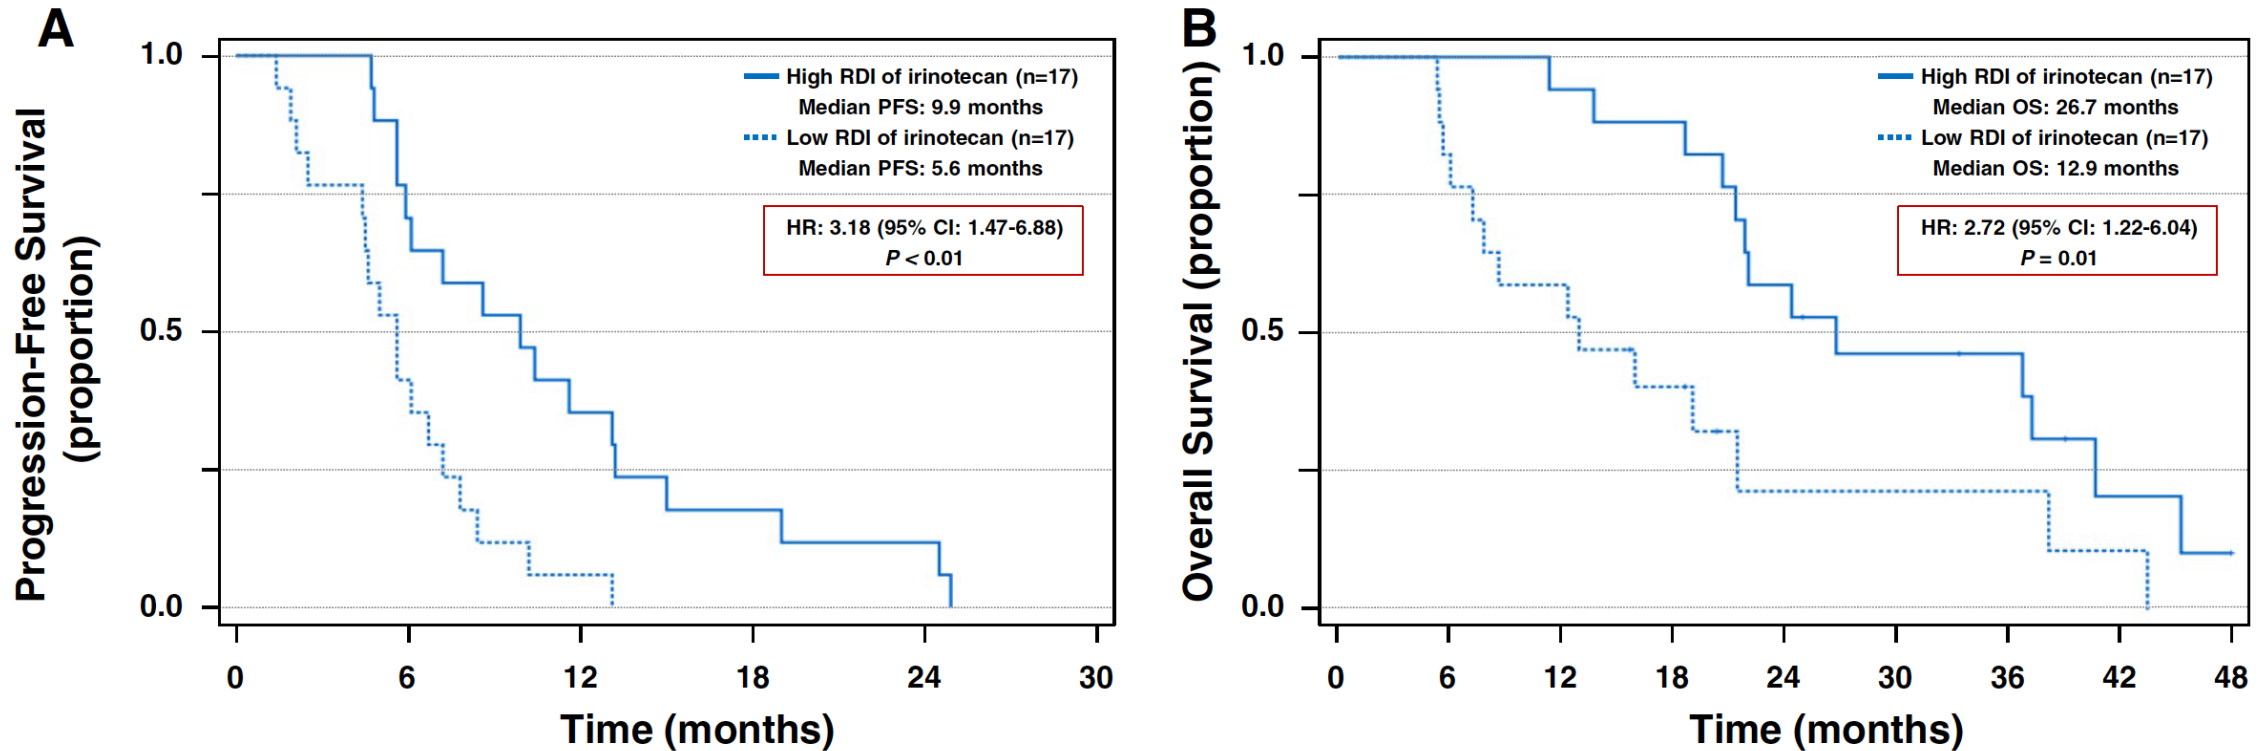 A
Progression-Free Survival
(proportion)
1.0
0.5
0.0
High RDI of irinotecan (n=17)
Median PFS: 9.9 months
Low RDI of irinotecan (n=17)
Median PFS: 5.6 months
HR: 3.18 (95% CI: 1.47-6.88)
P < 0.01
0 6 12 18 24 30
Time (months)
B
Overall Survival (proportion)
1.0
0.5
0.0
High RDI of irinotecan (n=17)
Median OS: 26.7 months
Low RDI of irinotecan (n=17)
Median OS: 12.9 months
HR: 2.72 (95% CI: 1.22-6.04)
P = 0.01
0 6 12 18 24 30 36 42 48
Time (months)